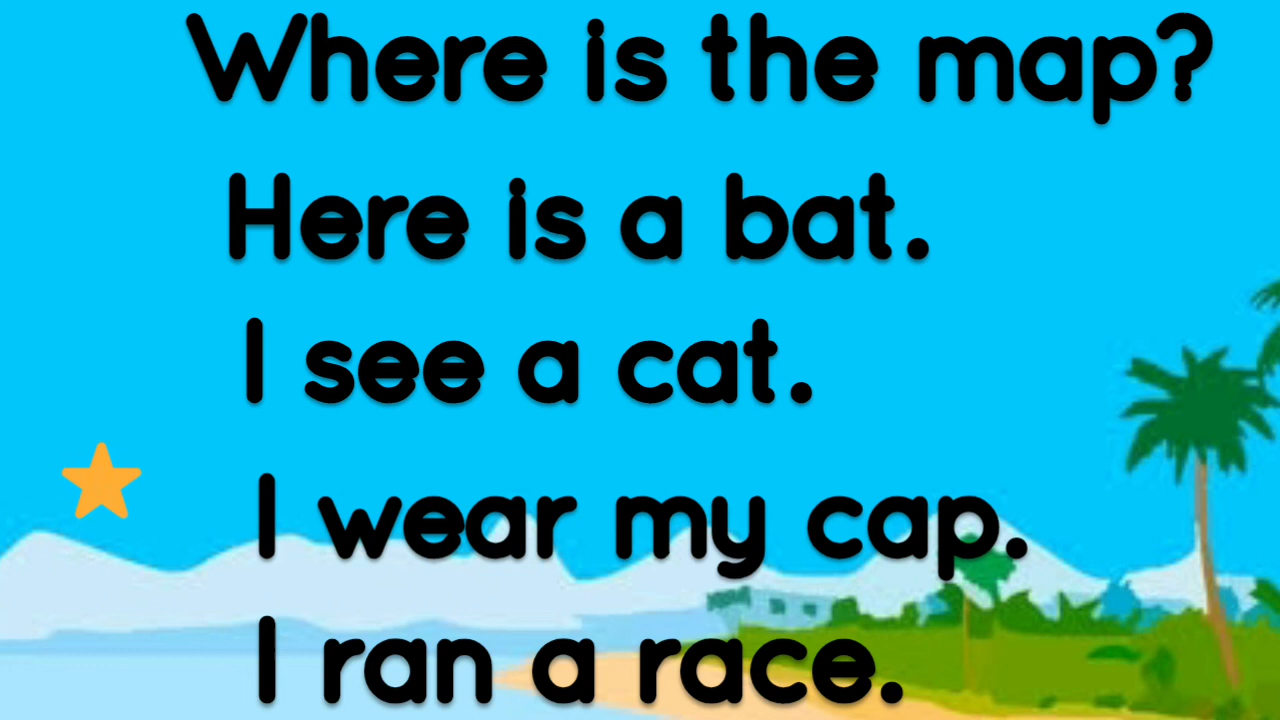 Where is the map?
Here is a bat.
I see a cat.
I wear my cap.
I ran a race.